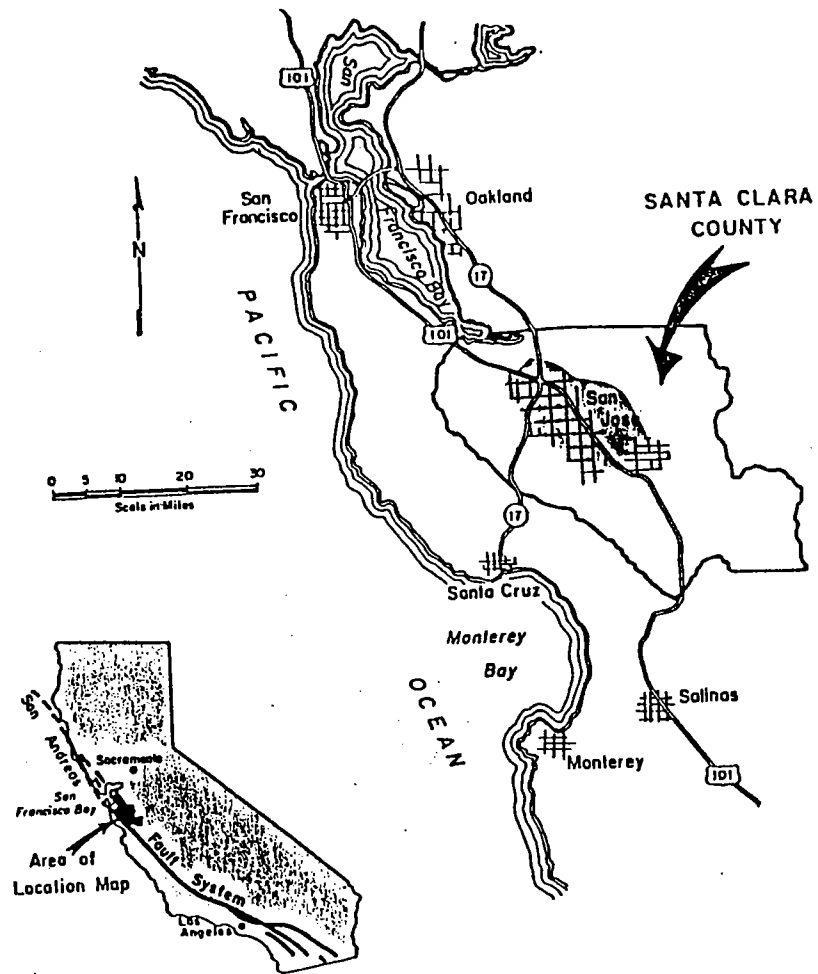 101
San
Francisco Bay
San
Francisco
Oakland
SANTA CLARA
COUNTY
N
17
101
PACIFIC
San
Jose
0 5 10 20 30
Scale in Miles
17
Santa Cruz
Monterey
Bay
OCEAN
Salinas
Monterey
101
San
Andreas
Sacramento
San
Francisco Bay
Fault
System
Area of
Location Map
Los
Angeles